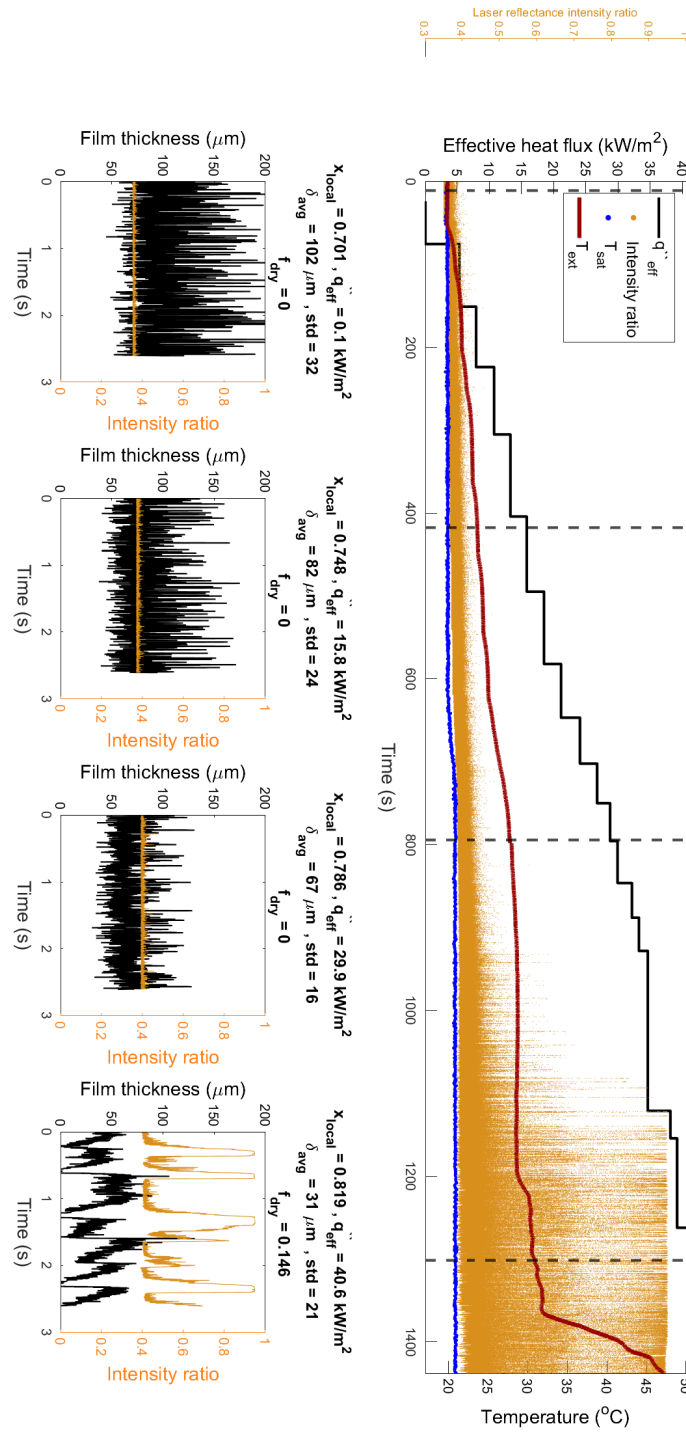 Laser reflectance intensity ratio
0.3 0.4 0.5 0.6 0.7 0.8 0.9 1
Effective heat flux (kW/m²)
0 5 10 15 20 25 30 35 40
q``eff
Intensity ratio
Tsat
Text
0 200 400 600 800 1000 1200 1400
Time (s)
20 25 30 35 40 45 50
Temperature (°C)
xlocal = 0.701 , q``eff = 0.1 kW/m²
δavg = 102 μm , std = 32
fdry = 0
Film thickness (μm)
0 50 100 150 200
0 1 2 3
Time (s)
0 0.2 0.4 0.6 0.8 1
Intensity ratio
xlocal = 0.748 , q``eff = 15.8 kW/m²
δavg = 82 μm , std = 24
fdry = 0
Film thickness (μm)
0 50 100 150 200
0 1 2 3
Time (s)
0 0.2 0.4 0.6 0.8 1
Intensity ratio
xlocal = 0.786 , q``eff = 29.9 kW/m²
δavg = 67 μm , std = 16
fdry = 0
Film thickness (μm)
0 50 100 150 200
0 1 2 3
Time (s)
0 0.2 0.4 0.6 0.8 1
Intensity ratio
xlocal = 0.819 , q``eff = 40.6 kW/m²
δavg = 31 μm , std = 21
fdry = 0.146
Film thickness (μm)
0 50 100 150 200
0 1 2 3
Time (s)
0 0.2 0.4 0.6 0.8 1
Intensity ratio